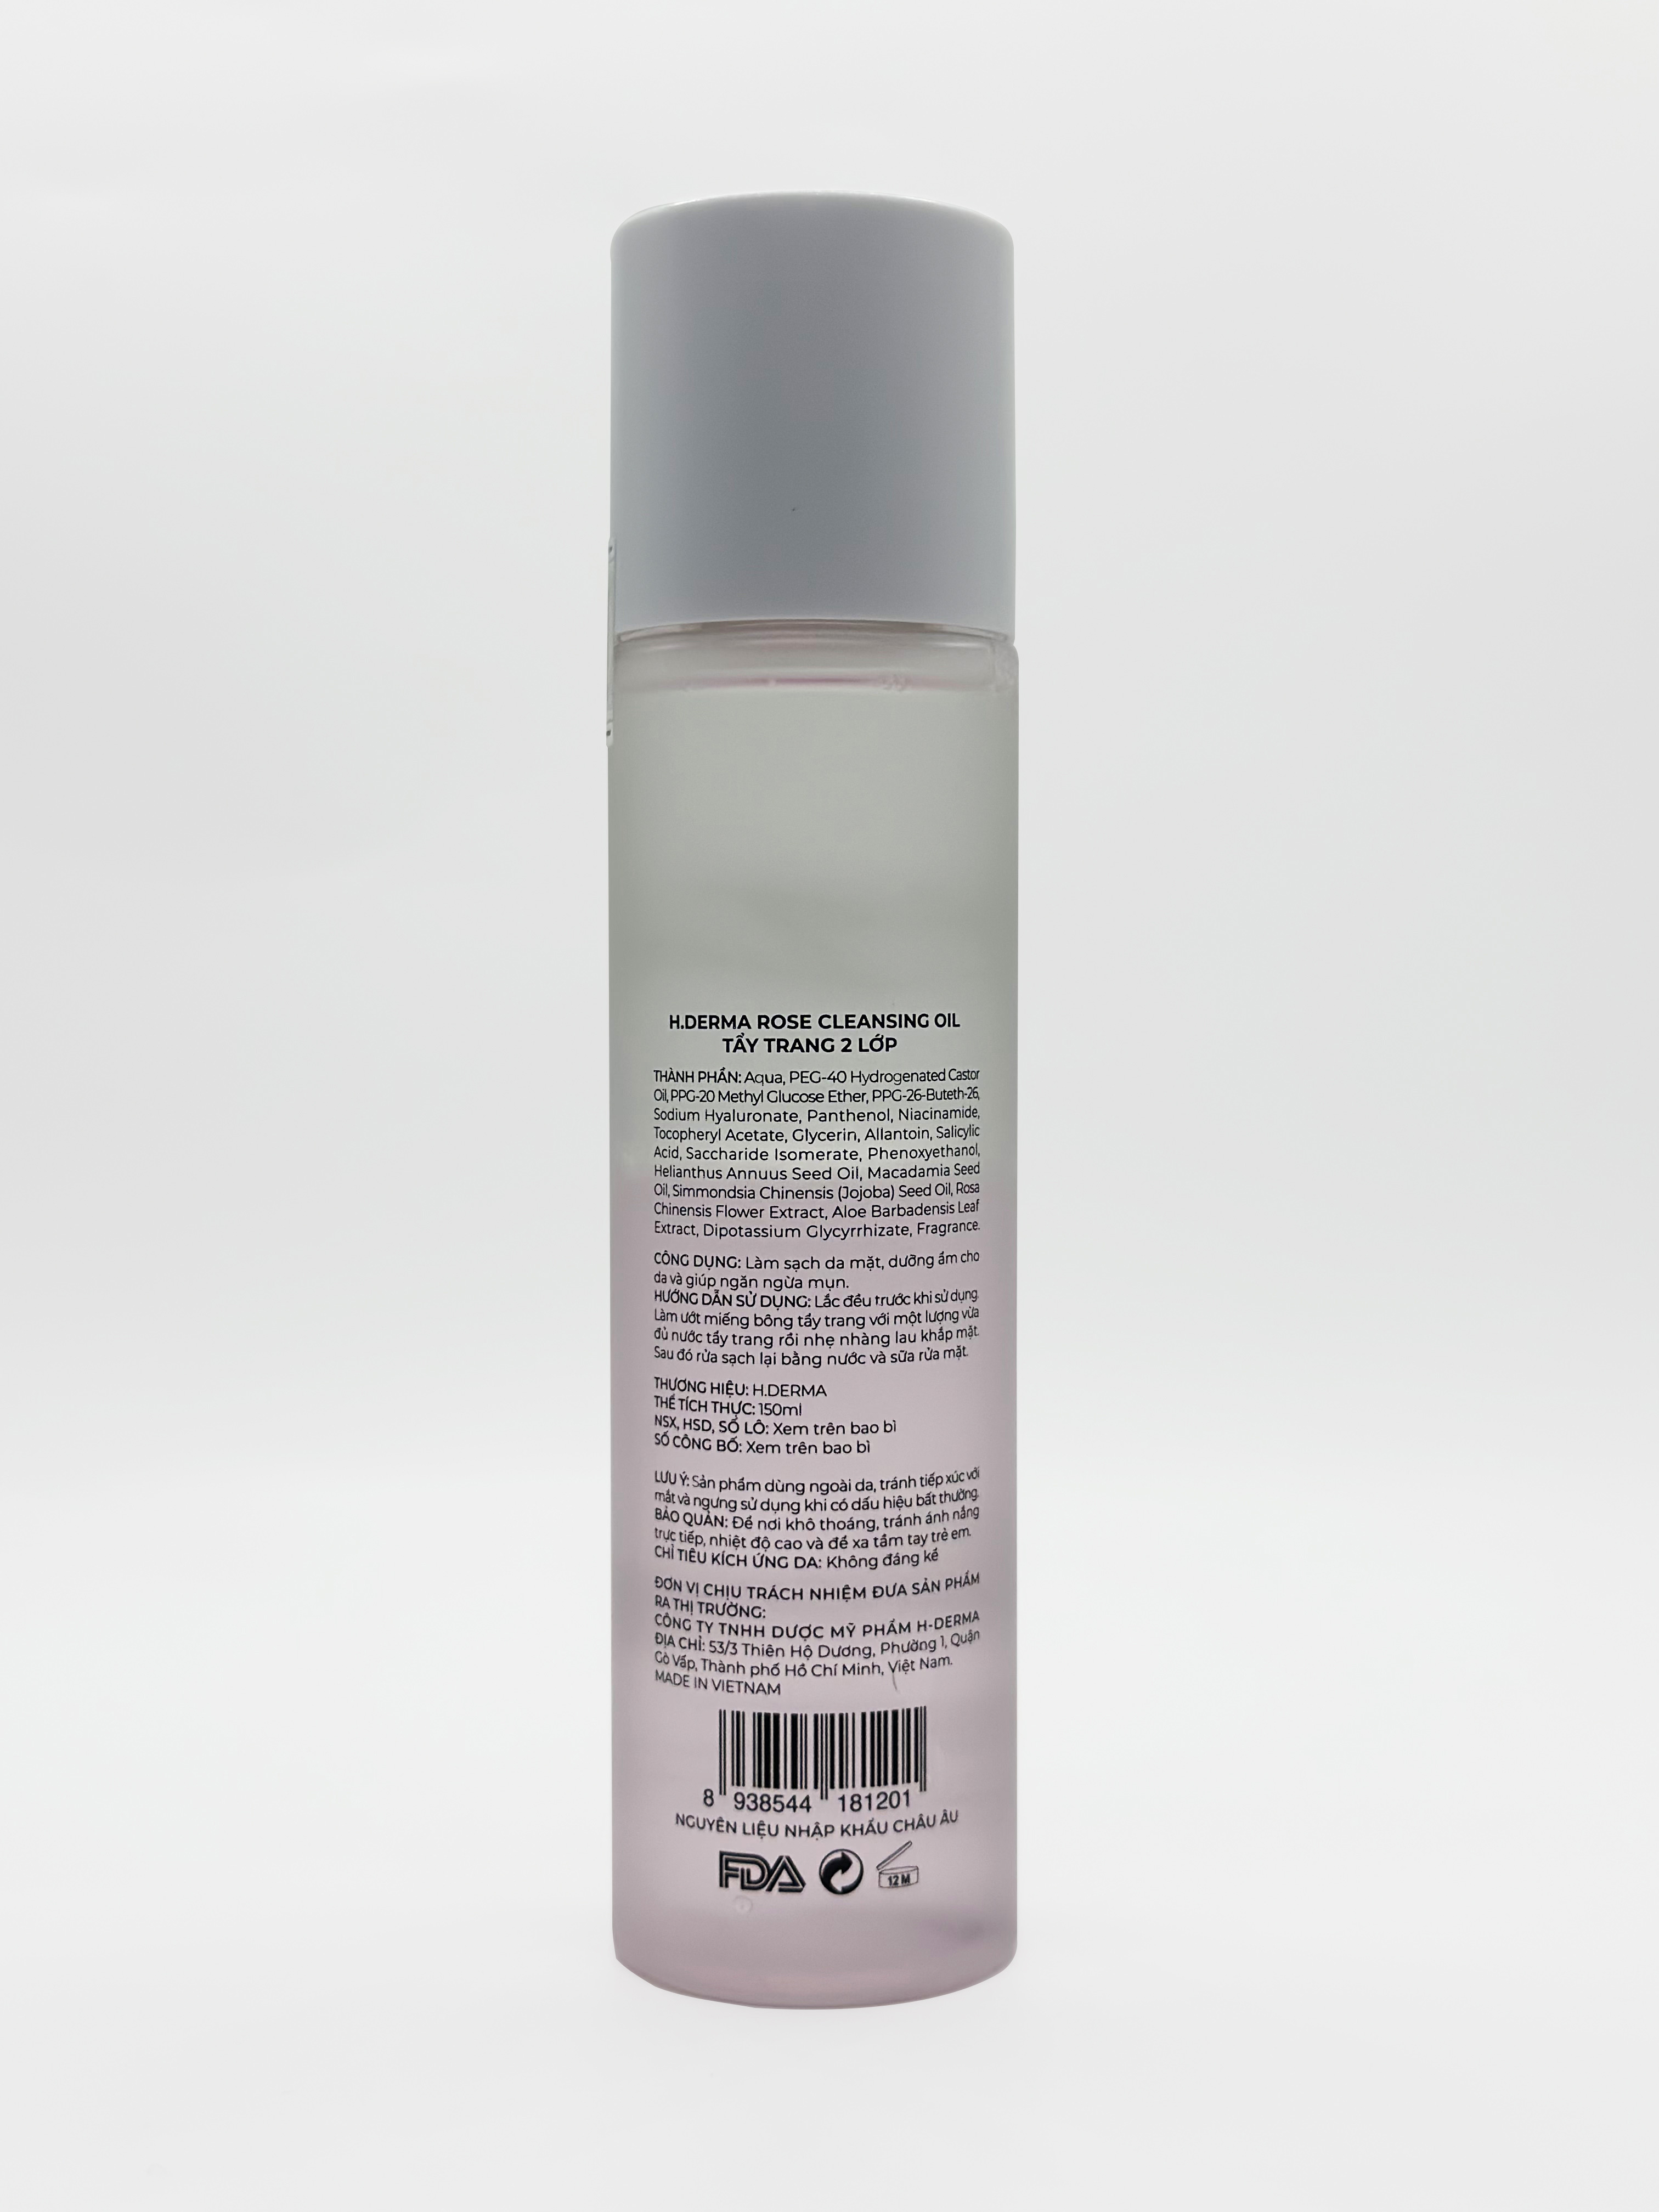 H.DERMA ROSE CLEANSING OIL
TẨY TRANG 2 LỚP
THÀNH PHẦN: Aqua, PEG-40 Hydrogenated Castor
Oil, PPG-20 Methyl Glucose Ether, PPG-26-Buteth-26,
Sodium Hyaluronate, Panthenol, Niacinamide,
Tocopheryl Acetate, Glycerin, Allantoin, Salicylic
Acid, Saccharide Isomerate, Phenoxyethanol,
Helianthus Annuus Seed Oil, Macadamia Seed
Oil, Simmondsia Chinensis (Jojoba) Seed Oil, Rosa
Chinensis Flower Extract, Aloe Barbadensis Leaf
Extract, Dipotassium Glycyrrhizate, Fragrance.
CÔNG DỤNG: Làm sạch da mặt, dưỡng ẩm cho
da và giúp ngăn ngừa mụn.
HƯỚNG DẪN SỬ DỤNG: Lắc đều trước khi sử dụng.
Làm ướt miếng bông tẩy trang với một lượng vừa
đủ nước tẩy trang rồi nhẹ nhàng lau khắp mặt.
Sau đó rửa sạch lại bằng nước và sữa rửa mặt.
THƯƠNG HIỆU: H.DERMA
THỂ TÍCH THỰC: 150ml
NSX, HSD, SỐ LÔ: Xem trên bao bì
SỐ CÔNG BỐ: Xem trên bao bì
LƯU Ý: Sản phẩm dùng ngoài da, tránh tiếp xúc với
mắt và ngưng sử dụng khi có dấu hiệu bất thường.
BẢO QUẢN: Để nơi khô thoáng, tránh ánh nắng
trực tiếp, nhiệt độ cao và để xa tầm tay trẻ em.
CHỈ TIÊU KÍCH ỨNG DA: Không đáng kể
ĐƠN VỊ CHỊU TRÁCH NHIỆM ĐƯA SẢN PHẨM
RA THỊ TRƯỜNG:
CÔNG TY TNHH DƯỢC MỸ PHẨM H-DERMA
ĐỊA CHỈ: 53/3 Thiên Hộ Dương, Phường 1, Quận
Gò Vấp, Thành phố Hồ Chí Minh, Việt Nam.
MADE IN VIETNAM
8 938544 181201
NGUYÊN LIỆU NHẬP KHẨU CHÂU ÂU
FDA 12 M